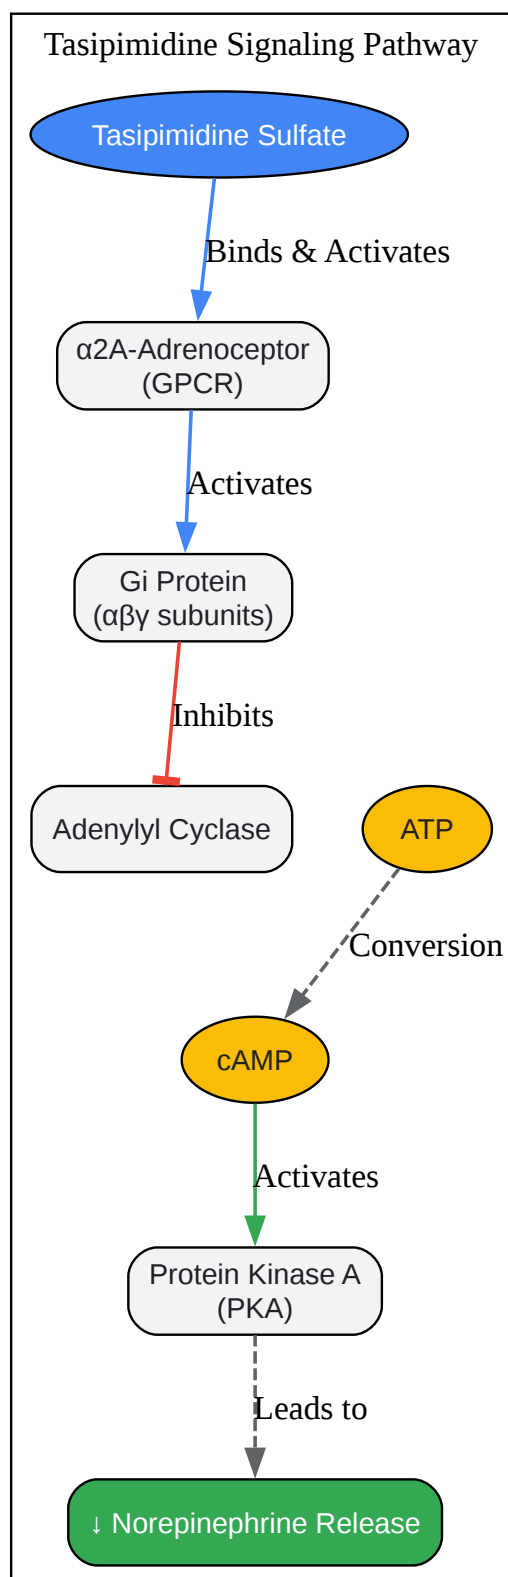 Tasipimidine Signaling Pathway
Tasipimidine Sulfate
Binds & Activates
α2A-Adrenoceptor
(GPCR)
Activates
Gi Protein
(αβγ subunits)
Inhibits
Adenylyl Cyclase
ATP
Conversion
cAMP
Activates
Protein Kinase A
(PKA)
Leads to
↓ Norepinephrine Release